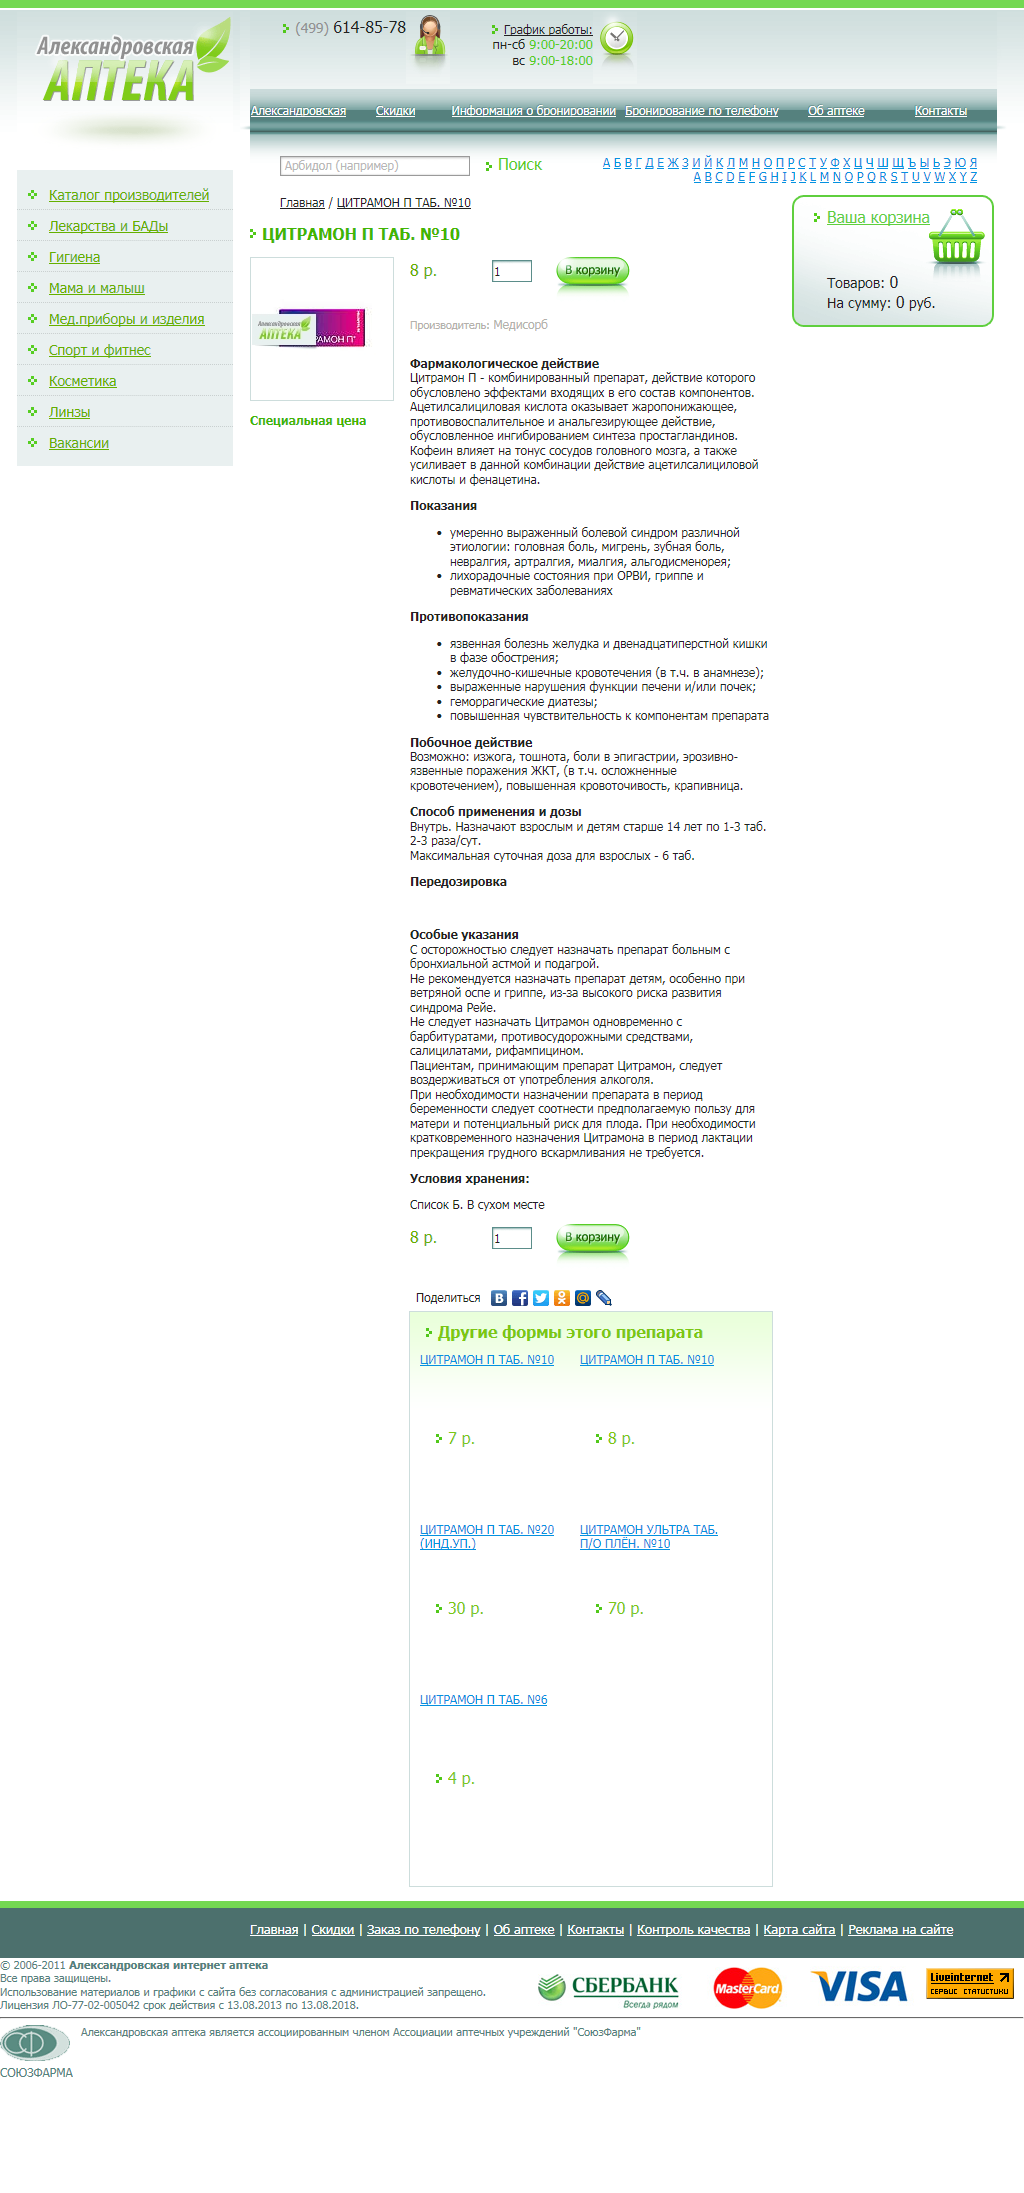 Александровская
АПТЕКА
(499) 614-85-78
График работы:
пн-сб 9:00-20:00
вс 9:00-18:00
Александровская Скидки Информация о бронировании Бронирование по телефону Об аптеке Контакты
Арбидол (например) Поиск
А Б В Г Д Е Ж З И Й К Л М Н О П Р С Т У Ф Х Ц Ч Ш Щ Ъ Ы Ь Э Ю Я
A B C D E F G H I J K L M N O P Q R S T U V W X Y Z
Каталог производителей
Лекарства и БАДы
Гигиена
Мама и малыш
Мед.приборы и изделия
Спорт и фитнес
Косметика
Линзы
Вакансии
Главная / ЦИТРАМОН П ТАБ. №10
ЦИТРАМОН П ТАБ. №10
Ваша корзина
Товаров: 0
На сумму: 0 руб.
8 р. 1 В корзину
Александровская
АПТЕКА
Специальная цена
Производитель: Медисорб
Фармакологическое действие
Цитрамон П - комбинированный препарат, действие которого
обусловлено эффектами входящих в его состав компонентов.
Ацетилсалициловая кислота оказывает жаропонижающее,
противовоспалительное и анальгезирующее действие,
обусловленное ингибированием синтеза простагландинов.
Кофеин влияет на тонус сосудов головного мозга, а также
усиливает в данной комбинации действие ацетилсалициловой
кислоты и фенацетина.
Показания
• умеренно выраженный болевой синдром различной
этиологии: головная боль, мигрень, зубная боль,
невралгия, артралгия, миалгия, альгодисменорея;
• лихорадочные состояния при ОРВИ, гриппе и
ревматических заболеваниях
Противопоказания
• язвенная болезнь желудка и двенадцатиперстной кишки
в фазе обострения;
• желудочно-кишечные кровотечения (в т.ч. в анамнезе);
• выраженные нарушения функции печени и/или почек;
• геморрагические диатезы;
• повышенная чувствительность к компонентам препарата
Побочное действие
Возможно: изжога, тошнота, боли в эпигастрии, эрозивно-
язвенные поражения ЖКТ, (в т.ч. осложненные
кровотечением), повышенная кровоточивость, крапивница.
Способ применения и дозы
Внутрь. Назначают взрослым и детям старше 14 лет по 1-3 таб.
2-3 раза/сут.
Максимальная суточная доза для взрослых - 6 таб.
Передозировка
Особые указания
С осторожностью следует назначать препарат больным с
бронхиальной астмой и подагрой.
Не рекомендуется назначать препарат детям, особенно при
ветряной оспе и гриппе, из-за высокого риска развития
синдрома Рейе.
Не следует назначать Цитрамон одновременно с
барбитуратами, противосудорожными средствами,
салицилатами, рифампицином.
Пациентам, принимающим препарат Цитрамон, следует
воздерживаться от употребления алкоголя.
При необходимости назначении препарата в период
беременности следует соотнести предполагаемую пользу для
матери и потенциальный риск для плода. При необходимости
кратковременного назначения Цитрамона в период лактации
прекращения грудного вскармливания не требуется.
Условия хранения:
Список Б. В сухом месте
8 р. 1 В корзину
Поделиться
Другие формы этого препарата
ЦИТРАМОН П ТАБ. №10 ЦИТРАМОН П ТАБ. №10
7 р. 8 р.
ЦИТРАМОН П ТАБ. №20 ЦИТРАМОН УЛЬТРА ТАБ.
(ИНД.УП.) П/О ПЛЁН. №10
30 р. 70 р.
ЦИТРАМОН П ТАБ. №6
4 р.
Главная | Скидки | Заказ по телефону | Об аптеке | Контакты | Контроль качества | Карта сайта | Реклама на сайте
© 2006-2011 Александровская интернет аптека
Все права защищены.
Использование материалов и графики с сайта без согласования с администрацией запрещено.
Лицензия ЛО-77-02-005042 срок действия с 13.08.2013 по 13.08.2018.
СБЕРБАНК
Всегда рядом
MasterCard
VISA
Liveinternet
СЕРВИС СТАТИСТИКИ
Александровская аптека является ассоциированным членом Ассоциации аптечных учреждений "СоюзФарма"
СОЮЗФАРМА